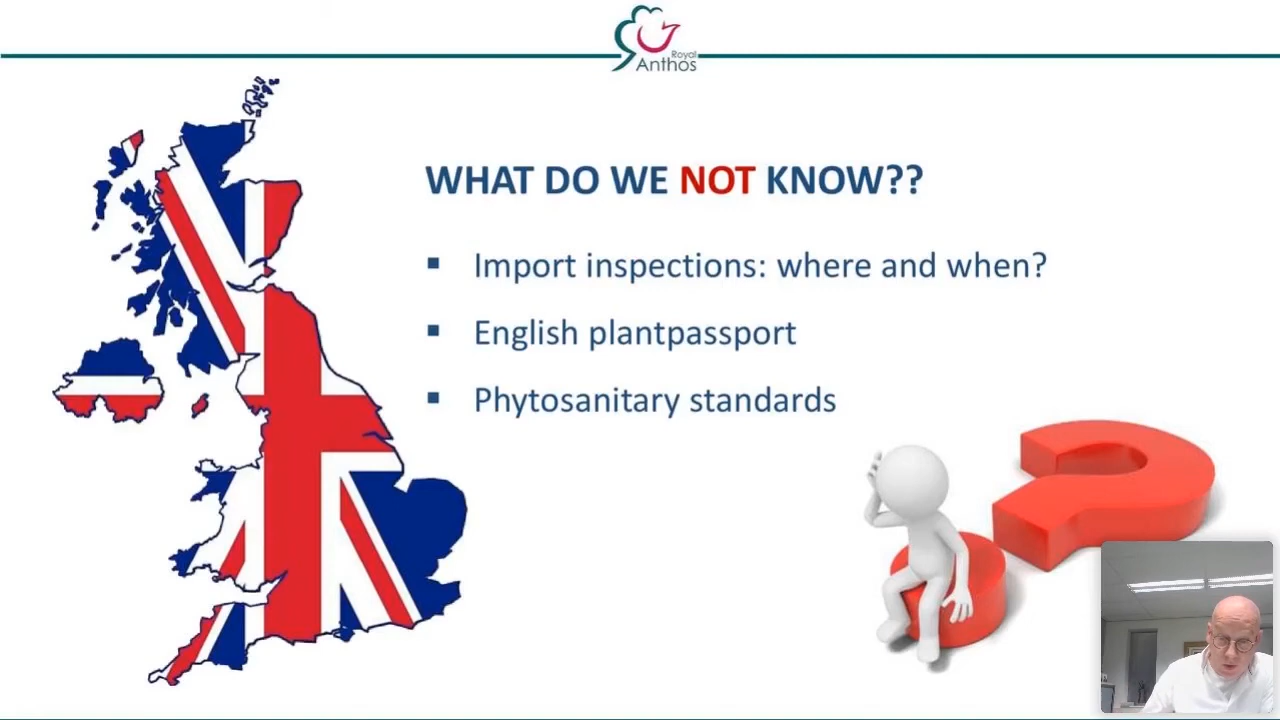 Royal
Anthos
WHAT DO WE NOT KNOW??
▪ Import inspections: where and when?
▪ English plantpassport
▪ Phytosanitary standards